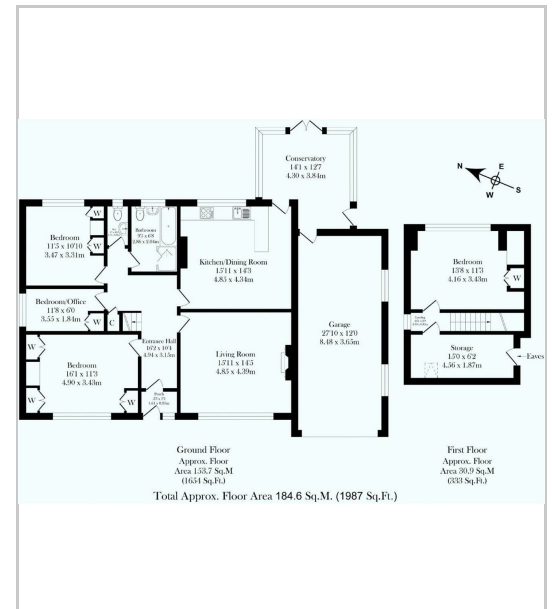 Conservatory
14'1 x 12'7
4.30 x 3.84m
N
E
W
S
W
Bedroom
11'5 x 10'10
3.47 x 3.31m
W
Bathroom
Kitchen/Dining Room
15'11 x 14'3
4.85 x 4.34m
Bedroom
13'8 x 11'3
4.16 x 3.43m
W
Bedroom/Office
11'8 x 6'0
3.55 x 1.84m
W
C
Garage
27'10 x 12'0
8.48 x 3.65m
Entrance Hall
16'2 x 10'4
4.94 x 3.15m
Storage
15'0 x 6'2
4.56 x 1.87m
Eaves
W
Bedroom
16'1 x 11'3
4.90 x 3.43m
Living Room
15'11 x 14'5
4.85 x 4.39m
W
W
Ground Floor
Approx. Floor
Area 153.7 Sq.M
(1654 Sq.Ft.)
First Floor
Approx. Floor
Area 30.9 Sq.M
(333 Sq.Ft.)
Total Approx. Floor Area 184.6 Sq.M. (1987 Sq.Ft.)